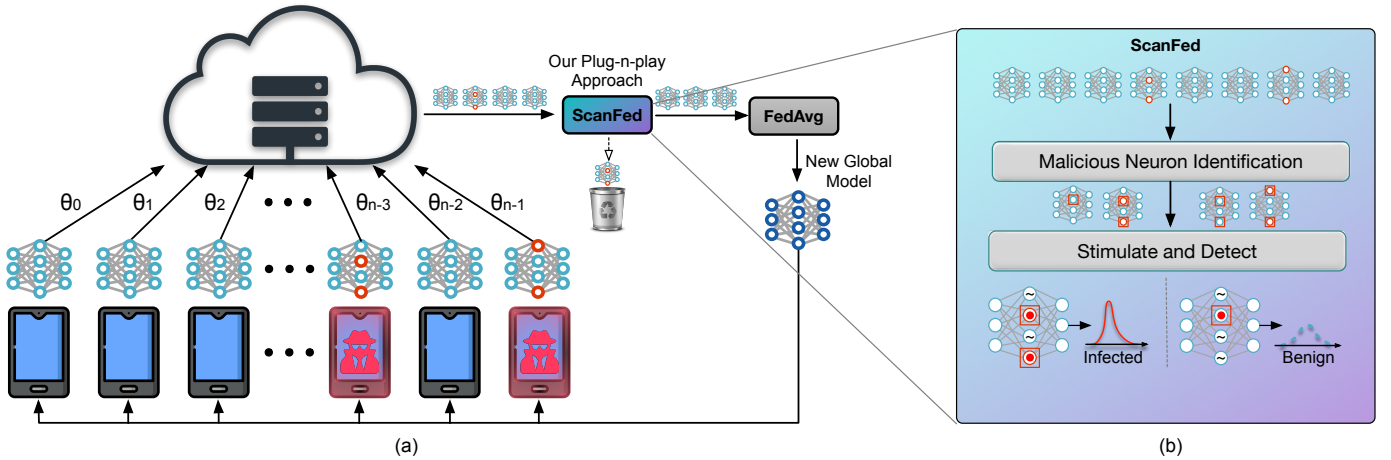 Our Plug-n-play
Approach
ScanFed
FedAvg
New Global
Model
θ0
θ1
θ2
θn-3
θn-2
θn-1
(a)
ScanFed
Malicious Neuron Identification
Stimulate and Detect
~
~
~
~
~
Infected
Benign
(b)